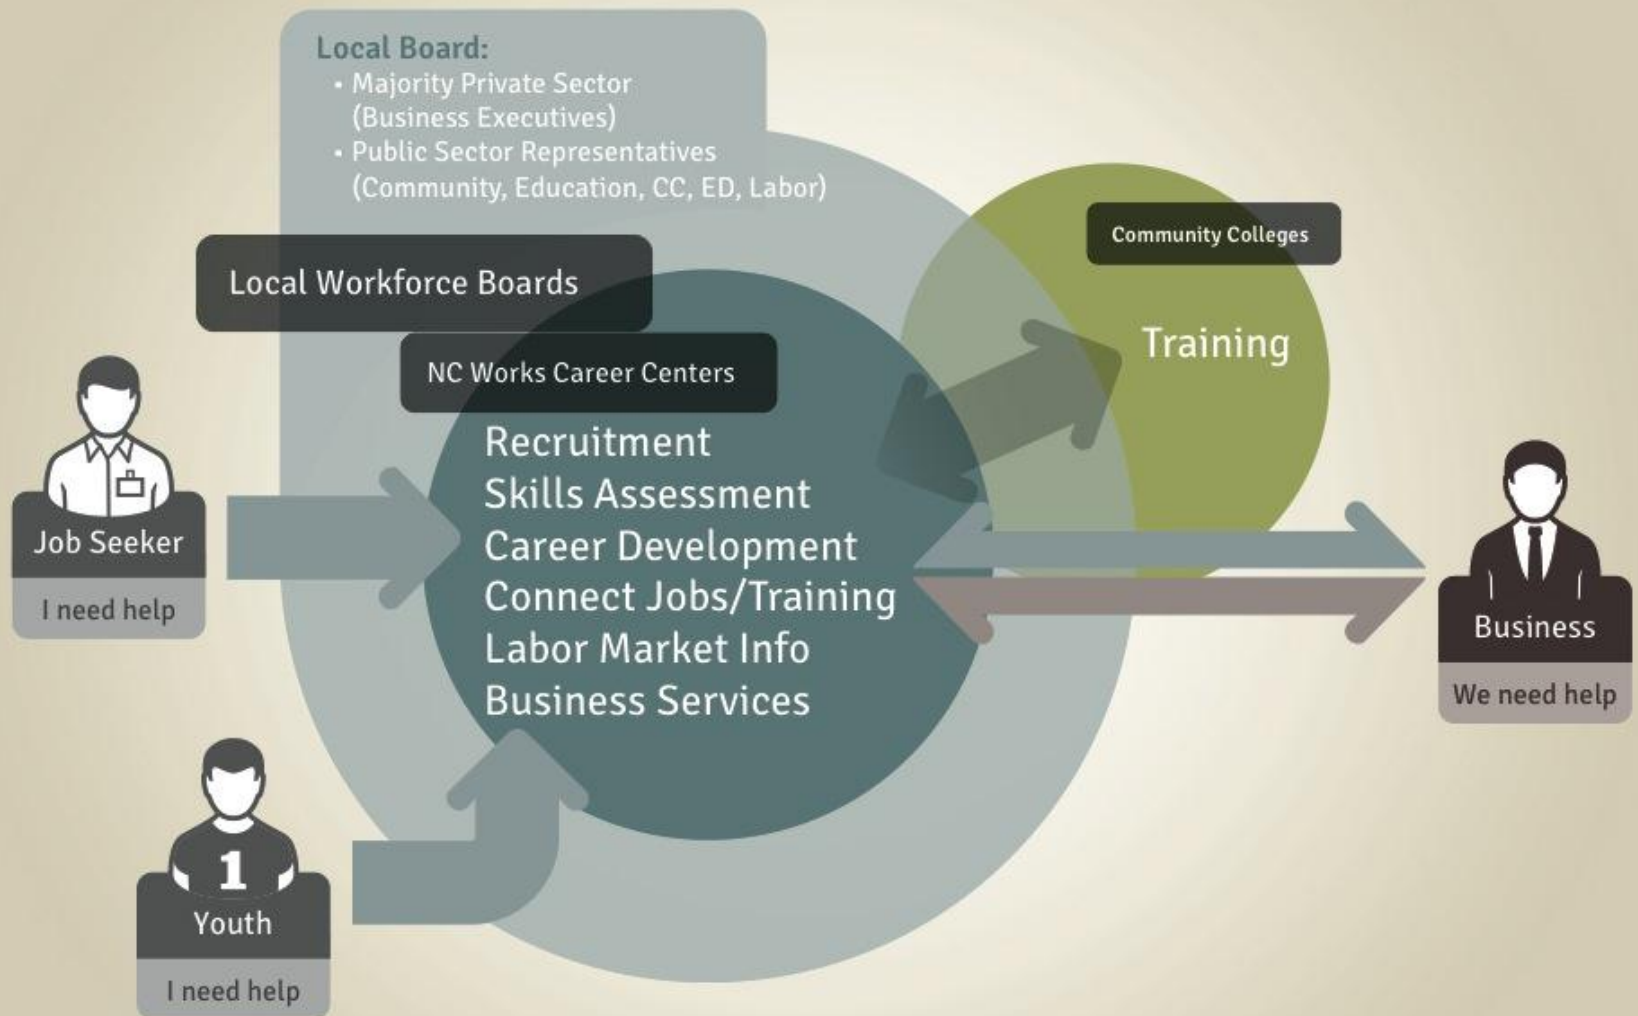 Local Board:
• Majority Private Sector
(Business Executives)
• Public Sector Representatives
(Community, Education, CC, ED, Labor)
Local Workforce Boards
NC Works Career Centers
Recruitment
Skills Assessment
Career Development
Connect Jobs/Training
Labor Market Info
Business Services
Community Colleges
Training
Job Seeker
I need help
1
Youth
I need help
Business
We need help